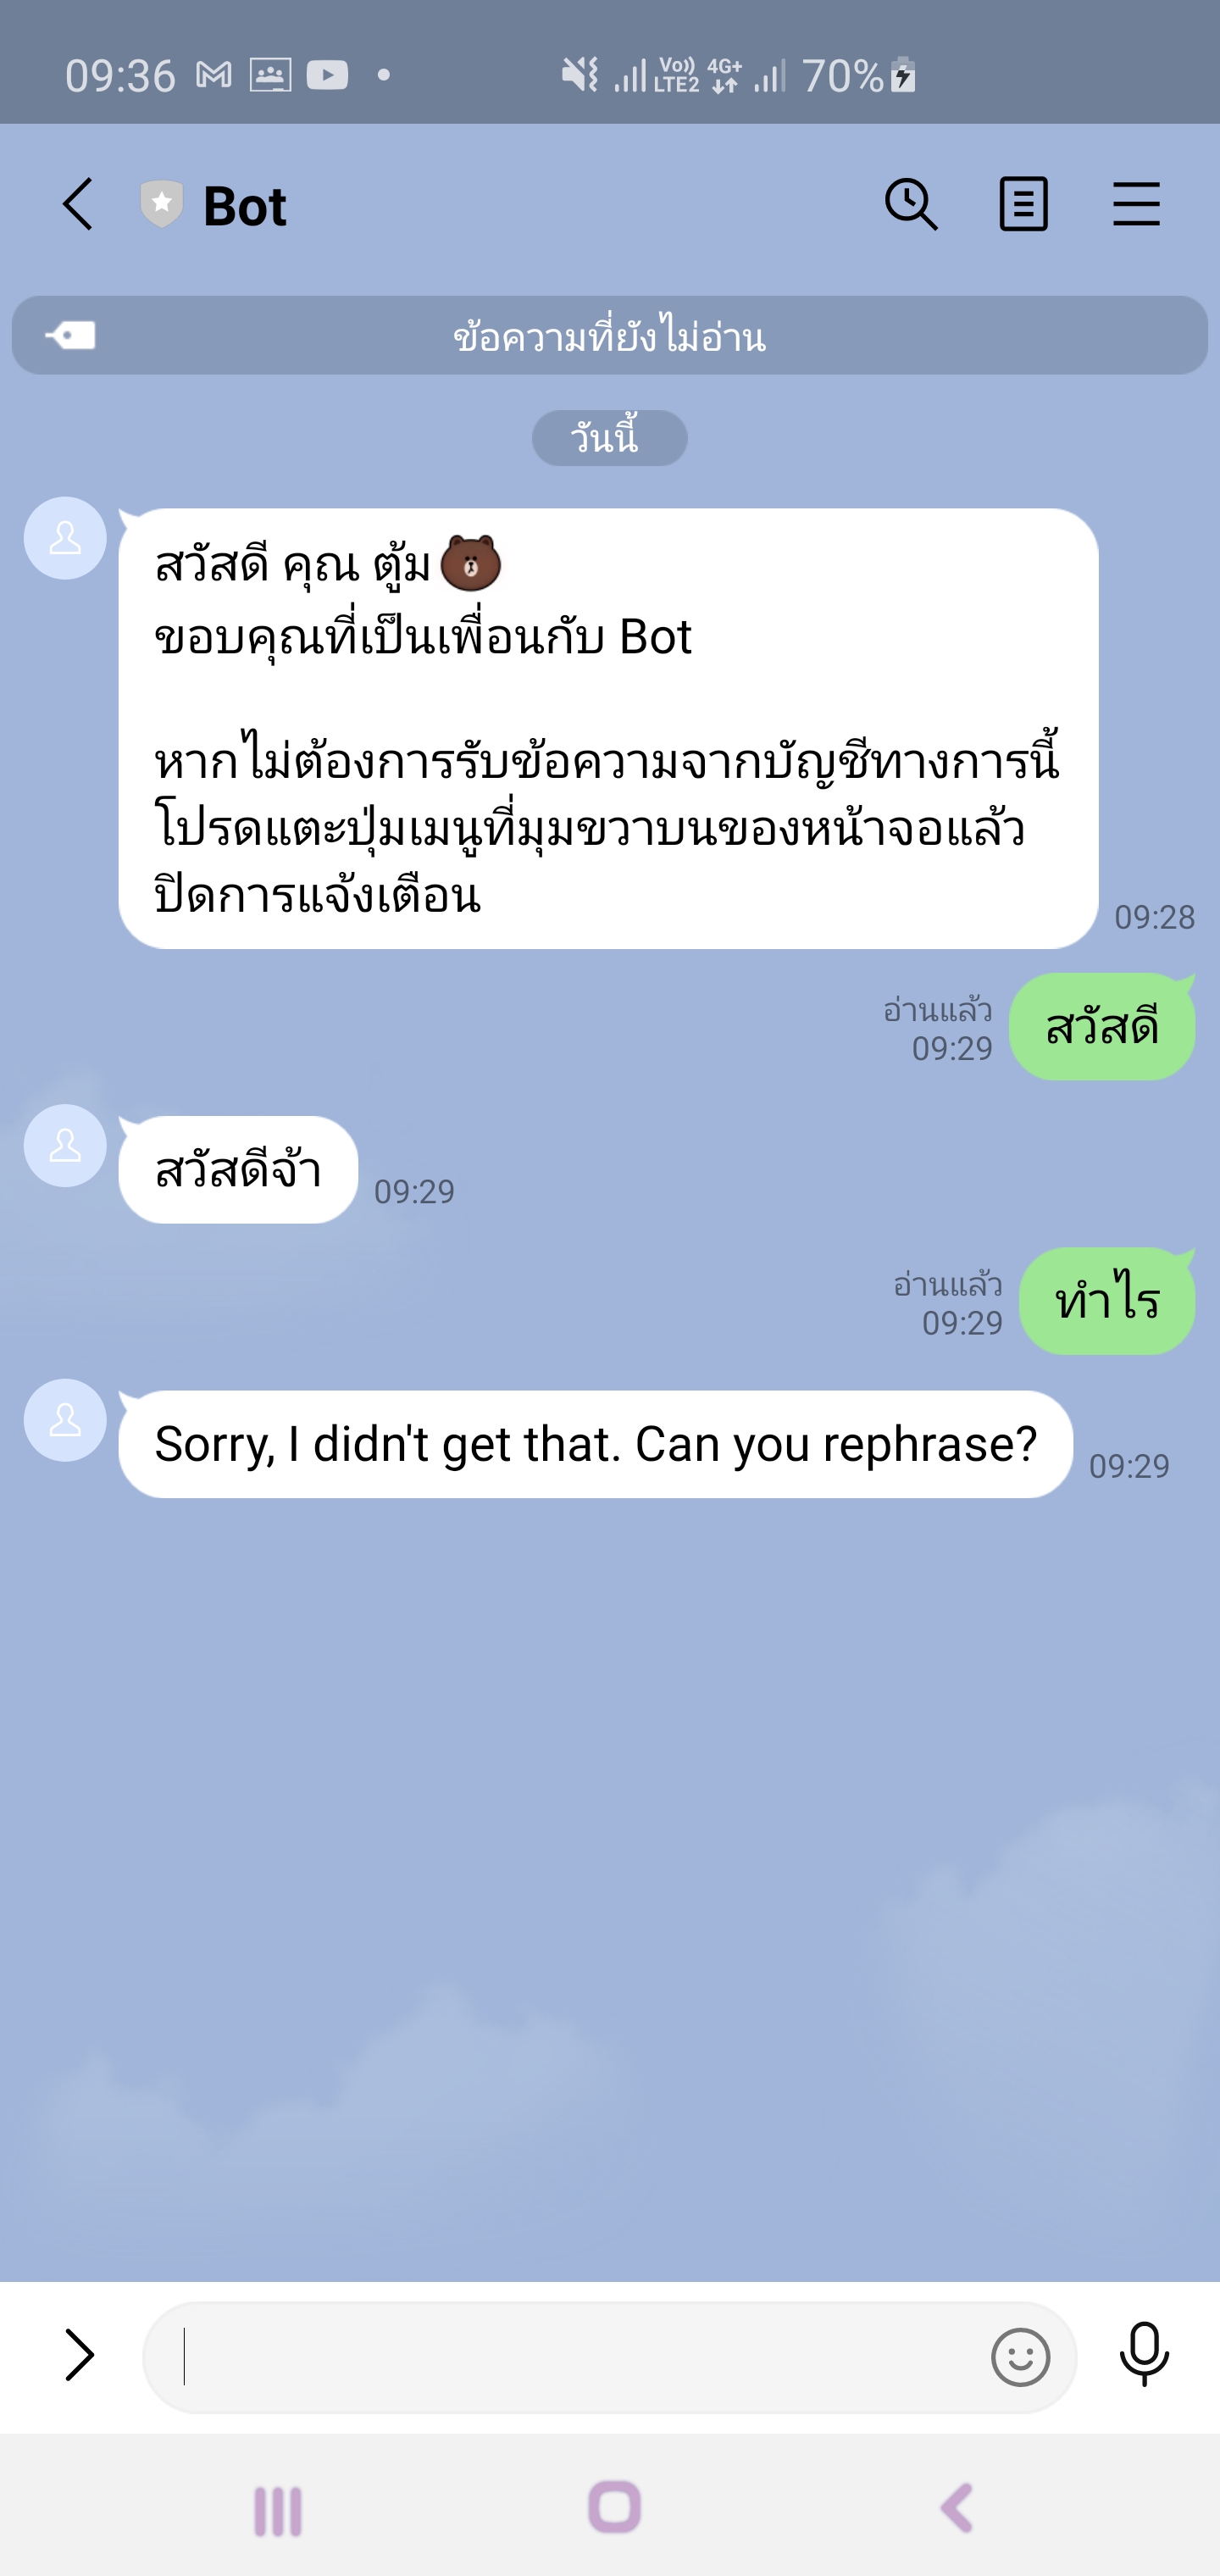 09:36
Vo)) LTE2 4G+ 70%
Bot
ข้อความที่ยังไม่อ่าน
วันนี้
สวัสดี คุณ ตู้ม
ขอบคุณที่เป็นเพื่อนกับ Bot
หากไม่ต้องการรับข้อความจากบัญชีทางการนี้
โปรดแตะปุ่มเมนูที่มุมขวาบนของหน้าจอแล้ว
ปิดการแจ้งเตือน
09:28
อ่านแล้ว
09:29
สวัสดี
สวัสดีจ้า
09:29
อ่านแล้ว
09:29
ทำไร
Sorry, I didn't get that. Can you rephrase?
09:29